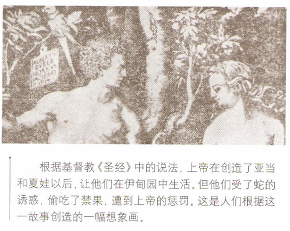 根据基督教《圣经》中的说法，上帝在创造了亚当
和夏娃以后，让他们在伊甸园中生活。但他们受了蛇的
诱惑，偷吃了禁果，遭到上帝的惩罚。这是人们根据这
一故事创造的一幅想象画。